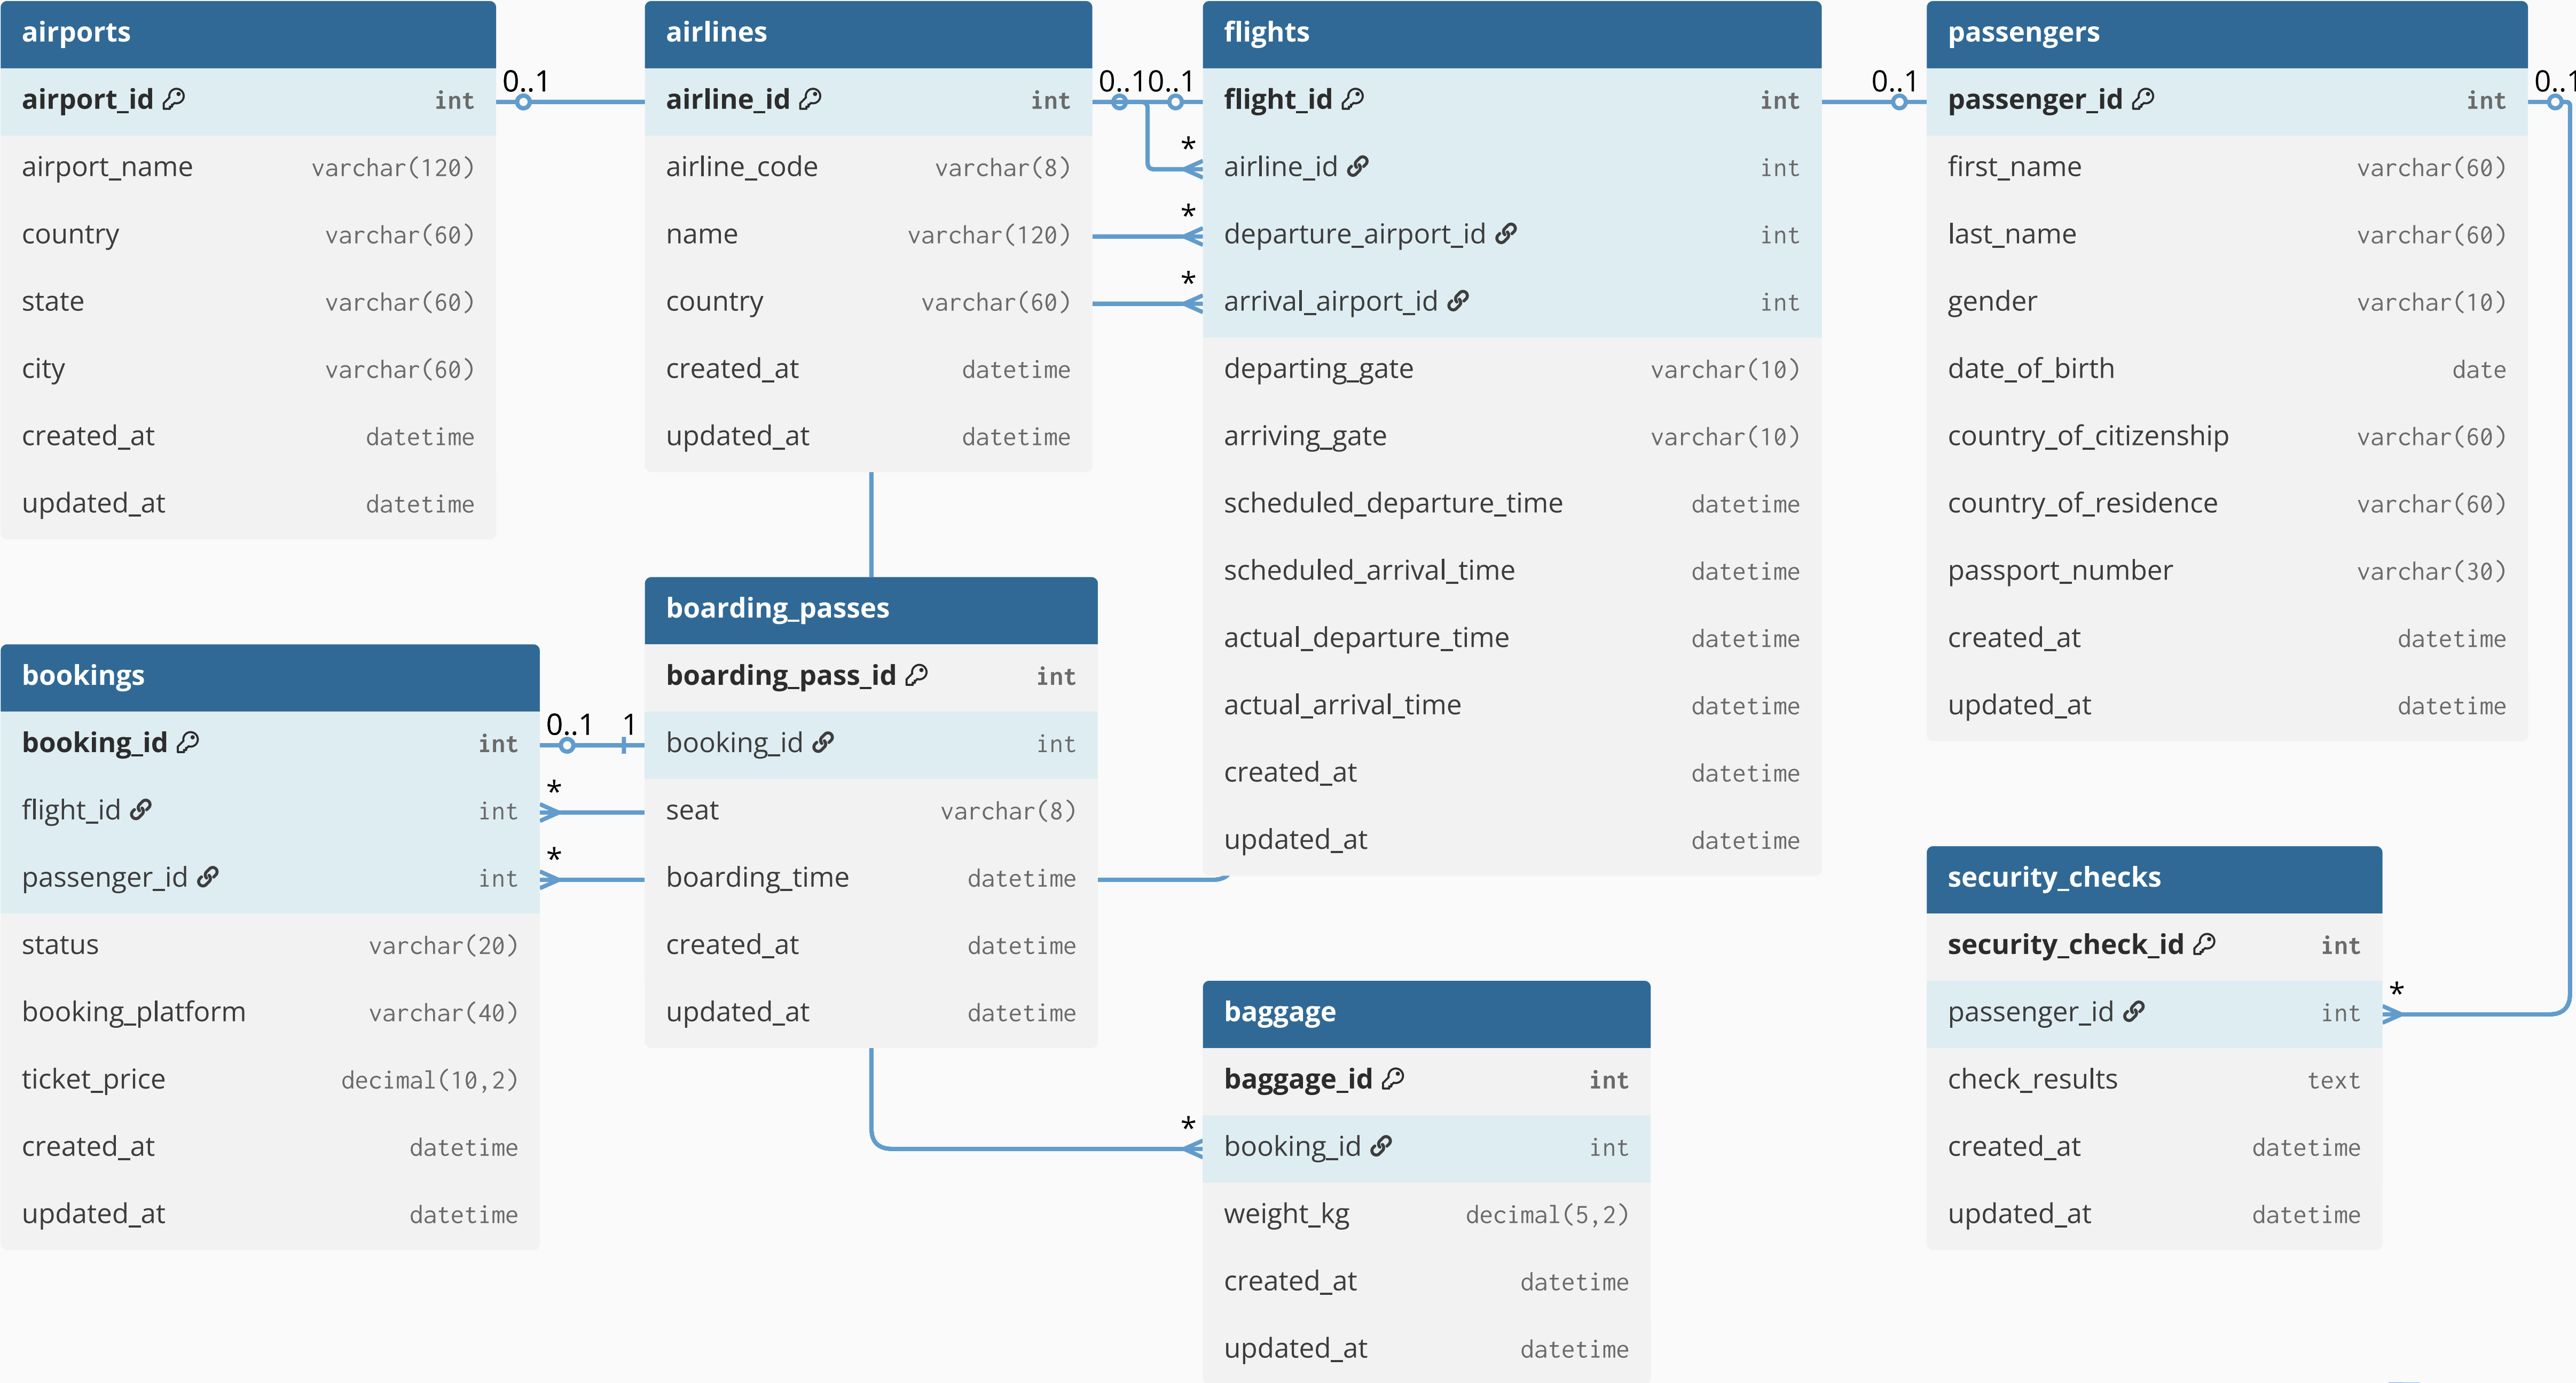 airports
airport_id int
airport_name varchar(120)
country varchar(60)
state varchar(60)
city varchar(60)
created_at datetime
updated_at datetime
0..1
airlines
airline_id int
airline_code varchar(8)
name varchar(120)
country varchar(60)
created_at datetime
updated_at datetime
0..1 0..1
*
*
*
flights
flight_id int
airline_id int
departure_airport_id int
arrival_airport_id int
departing_gate varchar(10)
arriving_gate varchar(10)
scheduled_departure_time datetime
scheduled_arrival_time datetime
actual_departure_time datetime
actual_arrival_time datetime
created_at datetime
updated_at datetime
0..1
passengers
passenger_id int
first_name varchar(60)
last_name varchar(60)
gender varchar(10)
date_of_birth date
country_of_citizenship varchar(60)
country_of_residence varchar(60)
passport_number varchar(30)
created_at datetime
updated_at datetime
0..1
bookings
booking_id int
flight_id int
passenger_id int
status varchar(20)
booking_platform varchar(40)
ticket_price decimal(10,2)
created_at datetime
updated_at datetime
0..1 1
*
*
boarding_passes
boarding_pass_id int
booking_id int
seat varchar(8)
boarding_time datetime
created_at datetime
updated_at datetime
*
baggage
baggage_id int
booking_id int
weight_kg decimal(5,2)
created_at datetime
updated_at datetime
security_checks
security_check_id int
passenger_id int
check_results text
created_at datetime
updated_at datetime
*